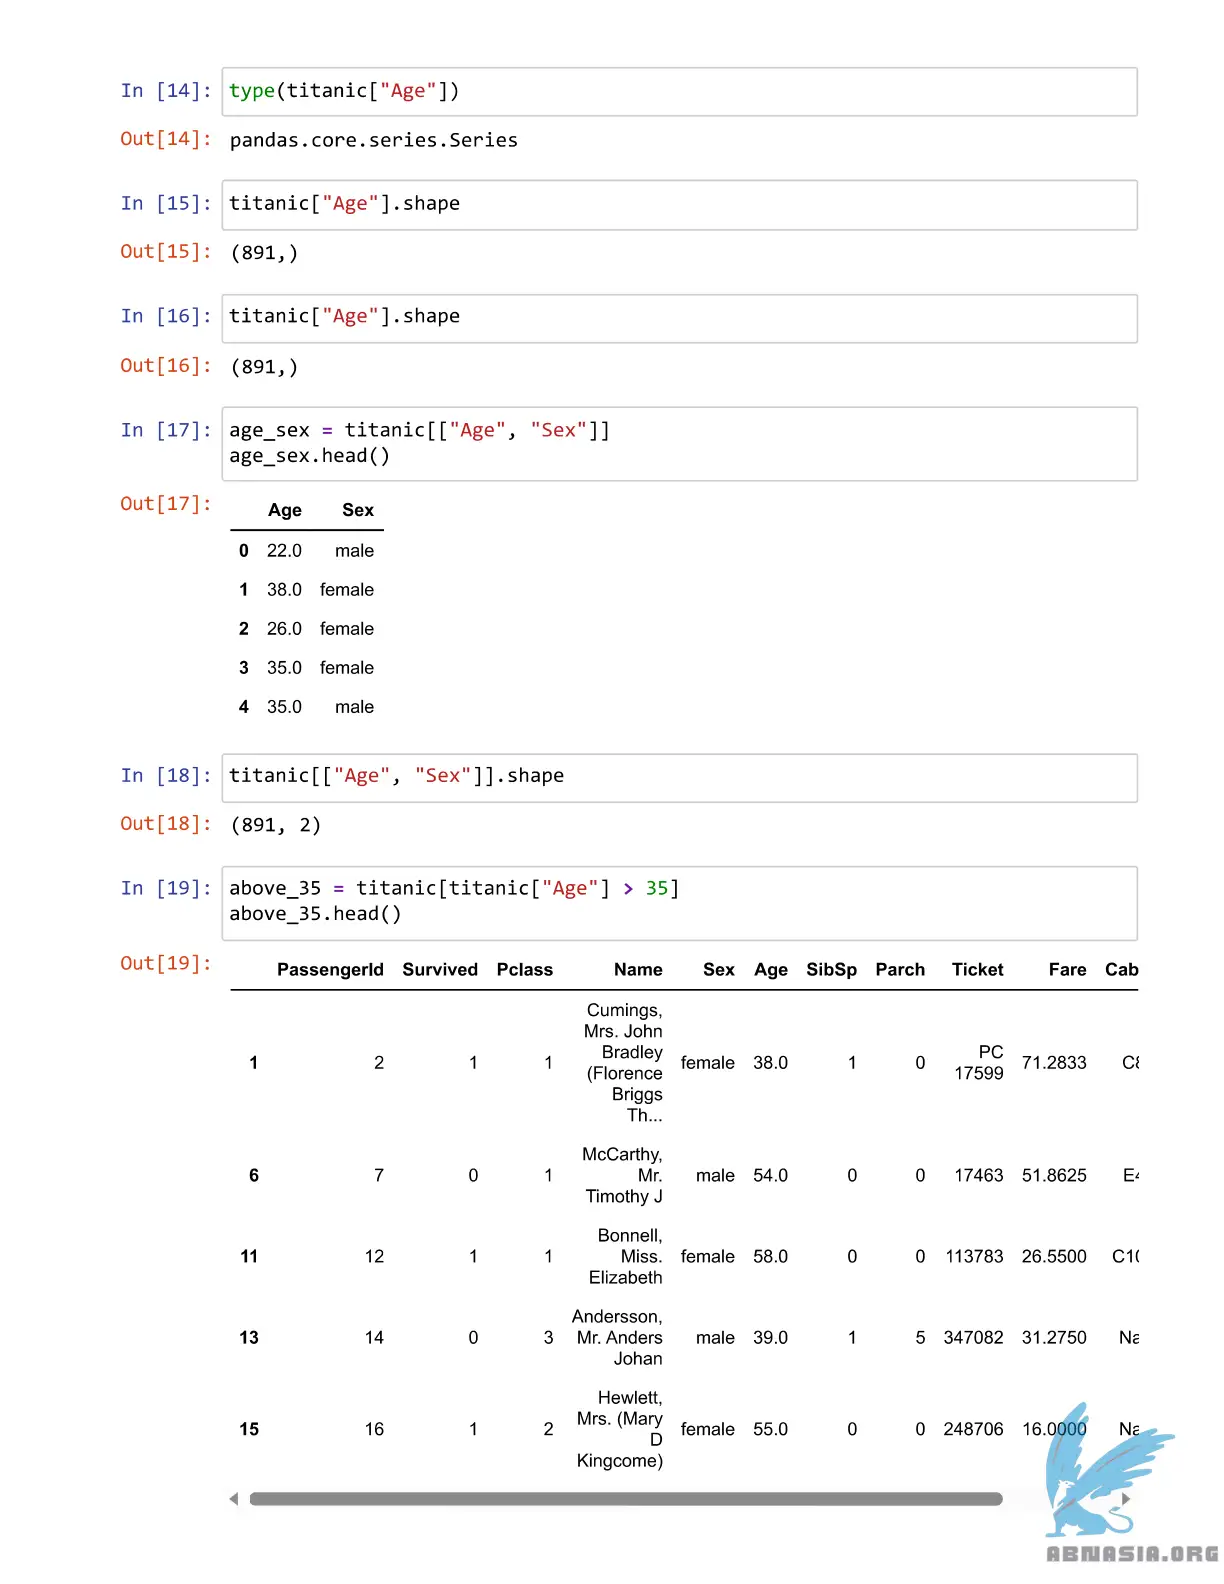 In [14]: type(titanic["Age"])
Out[14]: pandas.core.series.Series
In [15]: titanic["Age"].shape
Out[15]: (891,)
In [16]: titanic["Age"].shape
Out[16]: (891,)
In [17]: age_sex = titanic[["Age", "Sex"]]
age_sex.head()
Out[17]:
Age Sex
0 22.0 male
1 38.0 female
2 26.0 female
3 35.0 female
4 35.0 male
In [18]: titanic[["Age", "Sex"]].shape
Out[18]: (891, 2)
In [19]: above_35 = titanic[titanic["Age"] > 35]
above_35.head()
Out[19]:
PassengerId Survived Pclass Name Sex Age SibSp Parch Ticket Fare Cab
Cumings,
Mrs. John
Bradley
(Florence
Briggs
Th...
1 2 1 1 female 38.0 1 0 PC 17599 71.2833 C8
McCarthy,
Mr.
Timothy J
6 7 0 1 male 54.0 0 0 17463 51.8625 E4
Bonnell,
Miss.
Elizabeth
11 12 1 1 female 58.0 0 0 113783 26.5500 C10
Andersson,
Mr. Anders
Johan
13 14 0 3 male 39.0 1 5 347082 31.2750 Na
Hewlett,
Mrs. (Mary
D
Kingcome)
15 16 1 2 female 55.0 0 0 248706 16.0000 Na
ABNASIA.ORG